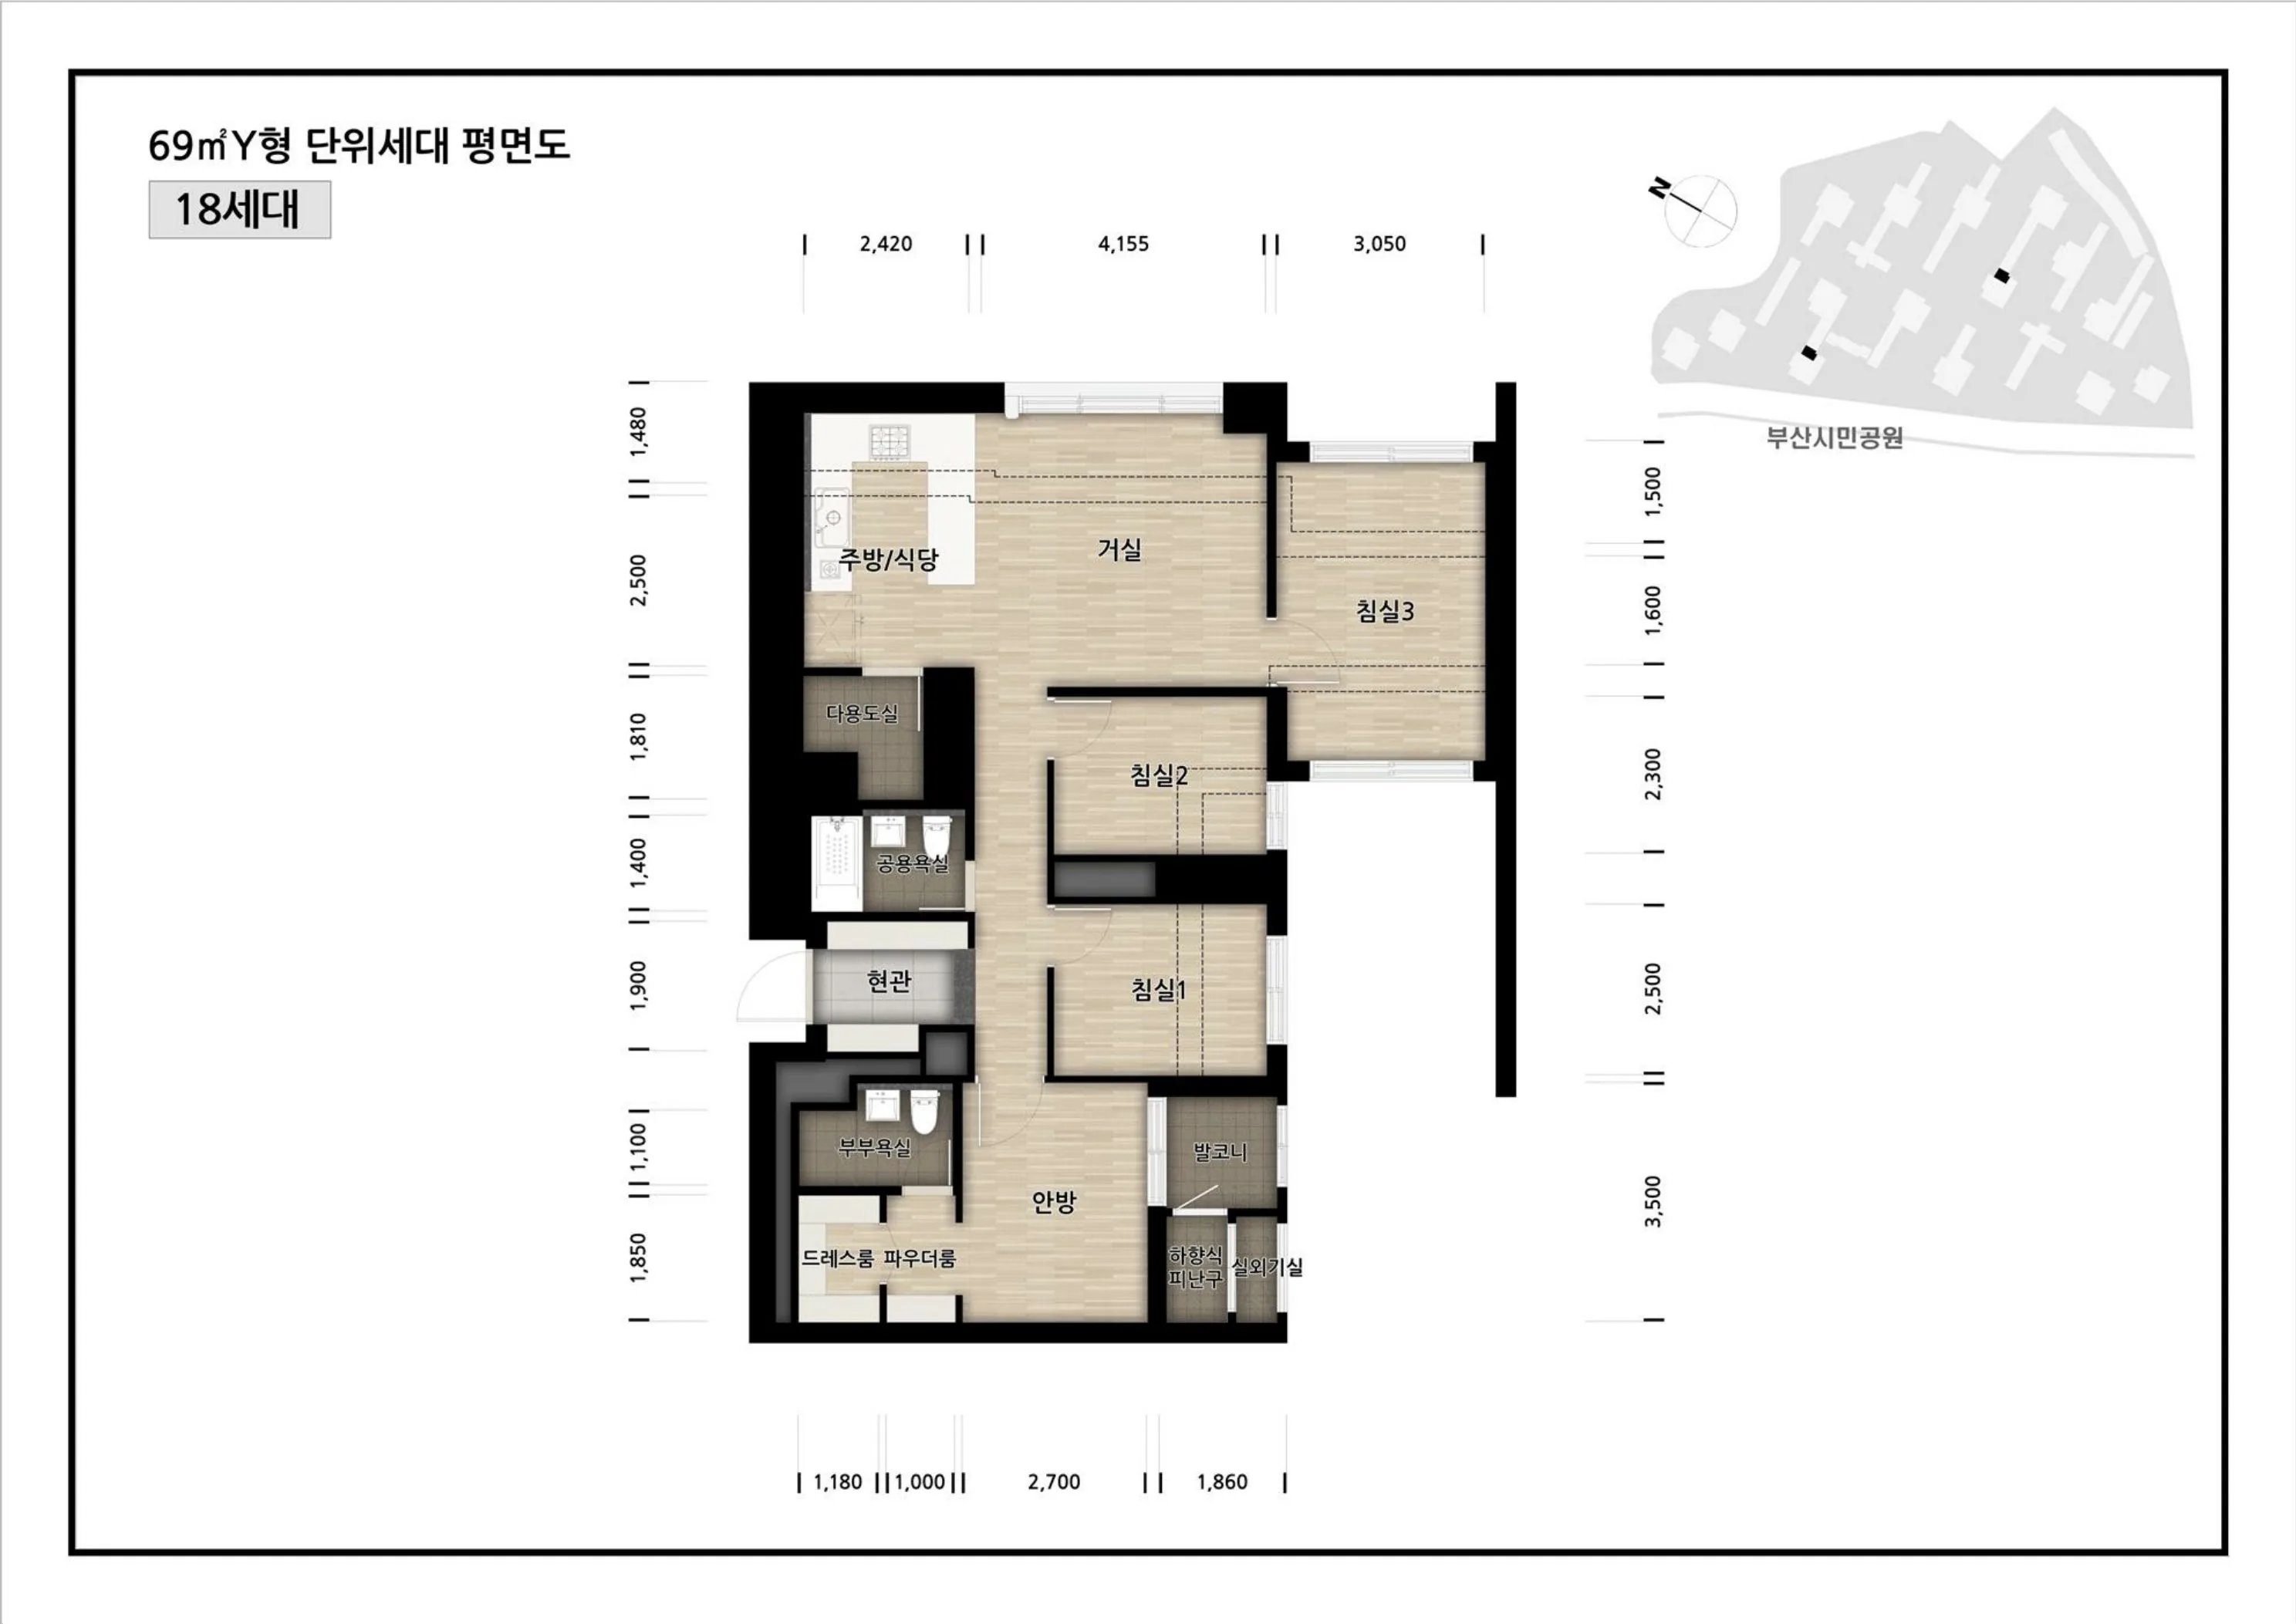 69㎡Y형 단위세대 평면도
18세대
N
부산시민공원
2,420
4,155
3,050
1,480
2,500
1,810
1,400
1,900
1,100
1,850
1,500
1,600
2,300
2,500
3,500
주방/식당
거실
침실3
다용도실
침실2
공용욕실
현관
침실1
부부욕실
발코니
안방
드레스룸
파우더룸
하향식
피난구
실외기실
1,180
1,000
2,700
1,860